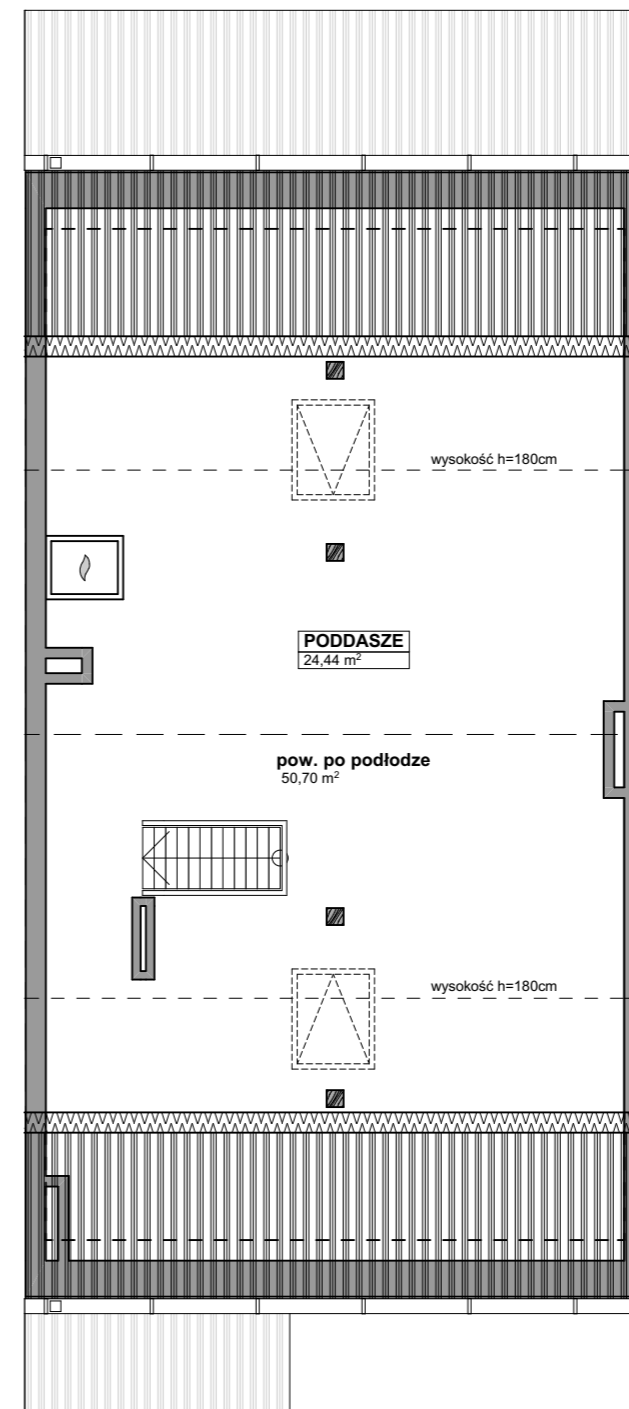 wysokość h=180cm
PODDASZE
24,44 m²
pow. po podłodze
50,70 m²
wysokość h=180cm